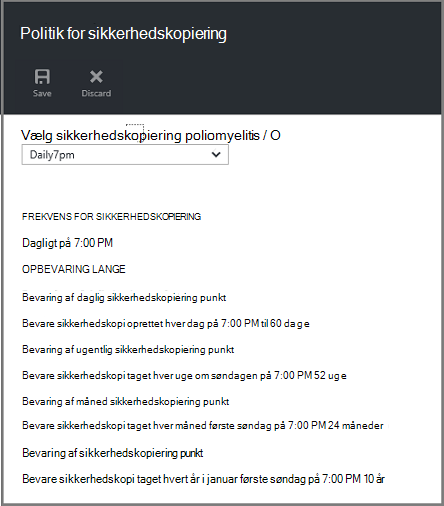 Politik for sikkerhedskopiering
Save Discard
Vælg sikkerhedskopiering poliomyelitis / O
Daily7pm
FREKVENS FOR SIKKERHEDSKOPIERING
Dagligt på 7:00 PM
OPBEVARING LANGE
Bevaring af daglig sikkerhedskopiering punkt
Bevare sikkerhedskopi oprettet hver dag på 7:00 PM til 60 dage
Bevaring af ugentlig sikkerhedskopiering punkt
Bevare sikkerhedskopi taget hver uge om søndagen på 7:00 PM 52 uge
Bevaring af måned sikkerhedskopiering punkt
Bevare sikkerhedskopi taget hver måned første søndag på 7:00 PM 24 måneder
Bevaring af sikkerhedskopiering punkt
Bevare sikkerhedskopi taget hvert år i januar første søndag på 7:00 PM 10 år